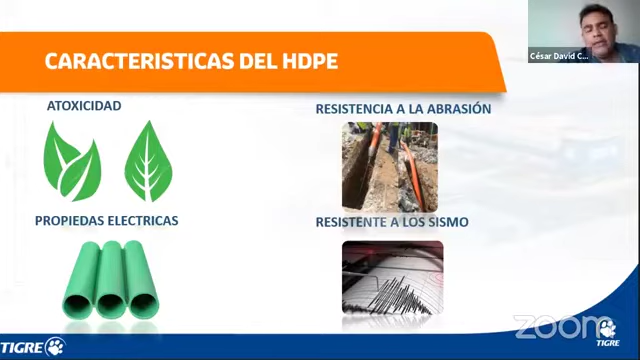 CARACTERISTICAS DEL HDPE
César David C...
ATOXICIDAD
RESISTENCIA A LA ABRASIÓN
PROPIEDAS ELECTRICAS
RESISTENTE A LOS SISMO
zoom
TIGRE
TIGRE